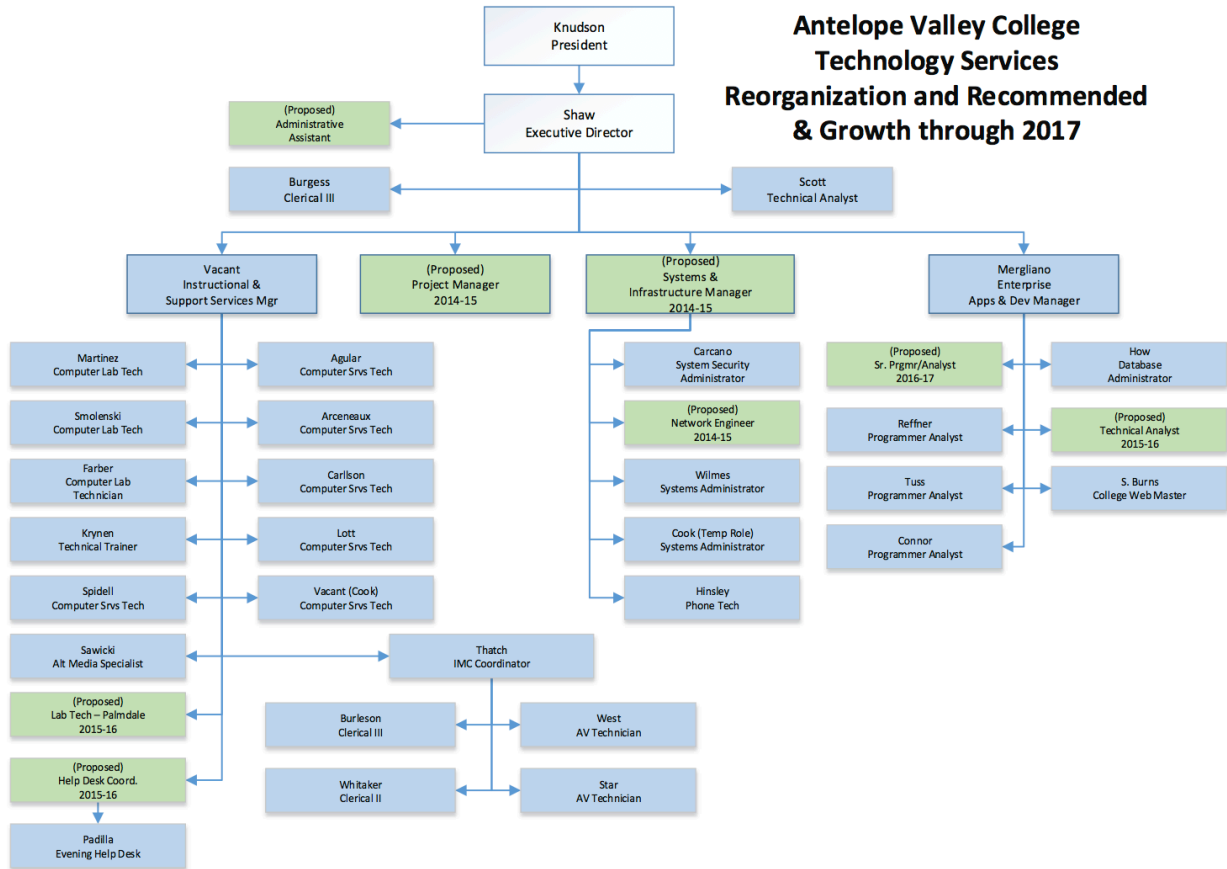 Antelope Valley College
Technology Services
Reorganization and Recommended
& Growth through 2017
Knudson
President
(Proposed)
Administrative
Assistant
Shaw
Executive Director
Burgess
Clerical III
Scott
Technical Analyst
Vacant
Instructional &
Support Services Mgr
(Proposed)
Project Manager
2014-15
(Proposed)
Systems &
Infrastructure Manager
2014-15
Mergliano
Enterprise
Apps & Dev Manager
Martinez
Computer Lab Tech
Agular
Computer Srvs Tech
Smolenski
Computer Lab Tech
Arceneaux
Computer Srvs Tech
Farber
Computer Lab
Technician
Carllson
Computer Srvs Tech
Krynen
Technical Trainer
Lott
Computer Srvs Tech
Spidell
Computer Srvs Tech
Vacant (Cook)
Computer Srvs Tech
Sawicki
Alt Media Specialist
Thatch
IMC Coordinator
(Proposed)
Lab Tech – Palmdale
2015-16
(Proposed)
Help Desk Coord.
2015-16
Padilla
Evening Help Desk
Burleson
Clerical III
West
AV Technician
Whitaker
Clerical II
Star
AV Technician
Carcano
System Security
Administrator
(Proposed)
Network Engineer
2014-15
Wilmes
Systems Administrator
Cook (Temp Role)
Systems Administrator
Hinsley
Phone Tech
(Proposed)
Sr. Prgmr/Analyst
2016-17
How
Database
Administrator
Reffner
Programmer Analyst
(Proposed)
Technical Analyst
2015-16
Tuss
Programmer Analyst
S. Burns
College Web Master
Connor
Programmer Analyst